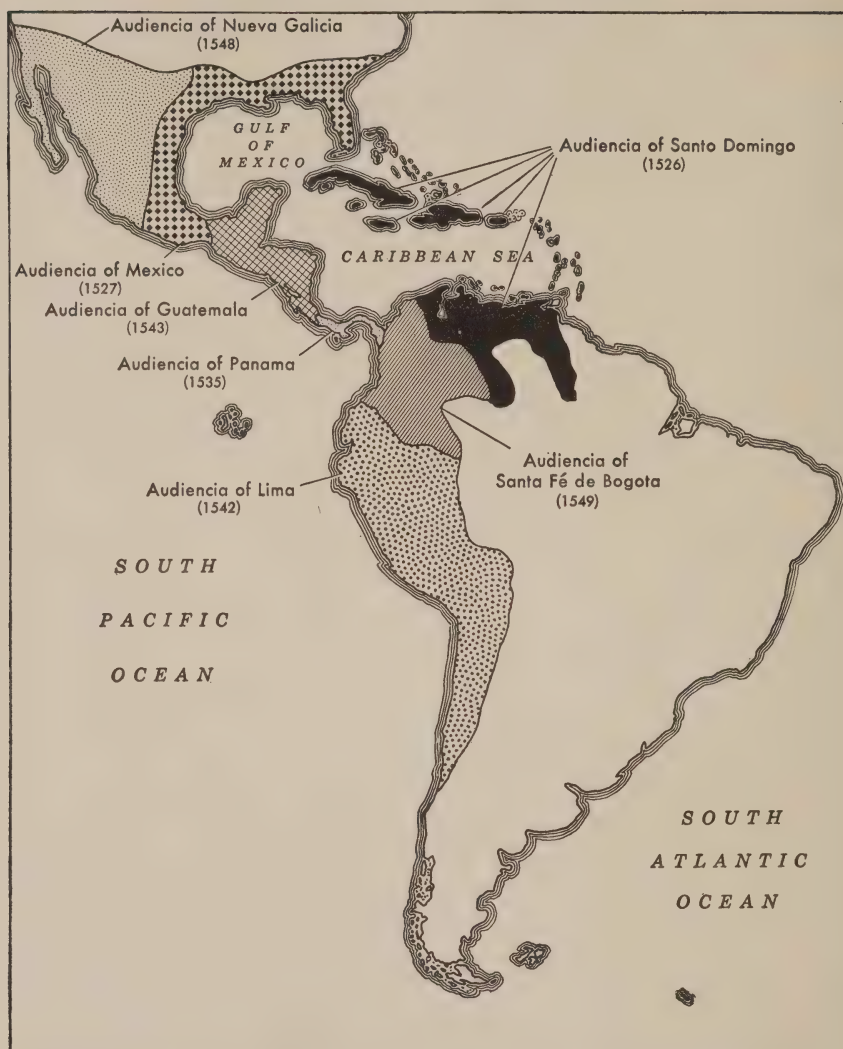 Audiencia of Nueva Galicia
(1548)
GULF
OF
MEXICO
Audiencia of Santo Domingo
(1526)
CARIBBEAN SEA
Audiencia of Mexico
(1527)
Audiencia of Guatemala
(1543)
Audiencia of Panama
(1535)
Audiencia of
Santa Fé de Bogota
(1549)
Audiencia of Lima
(1542)
SOUTH
PACIFIC
OCEAN
SOUTH
ATLANTIC
OCEAN